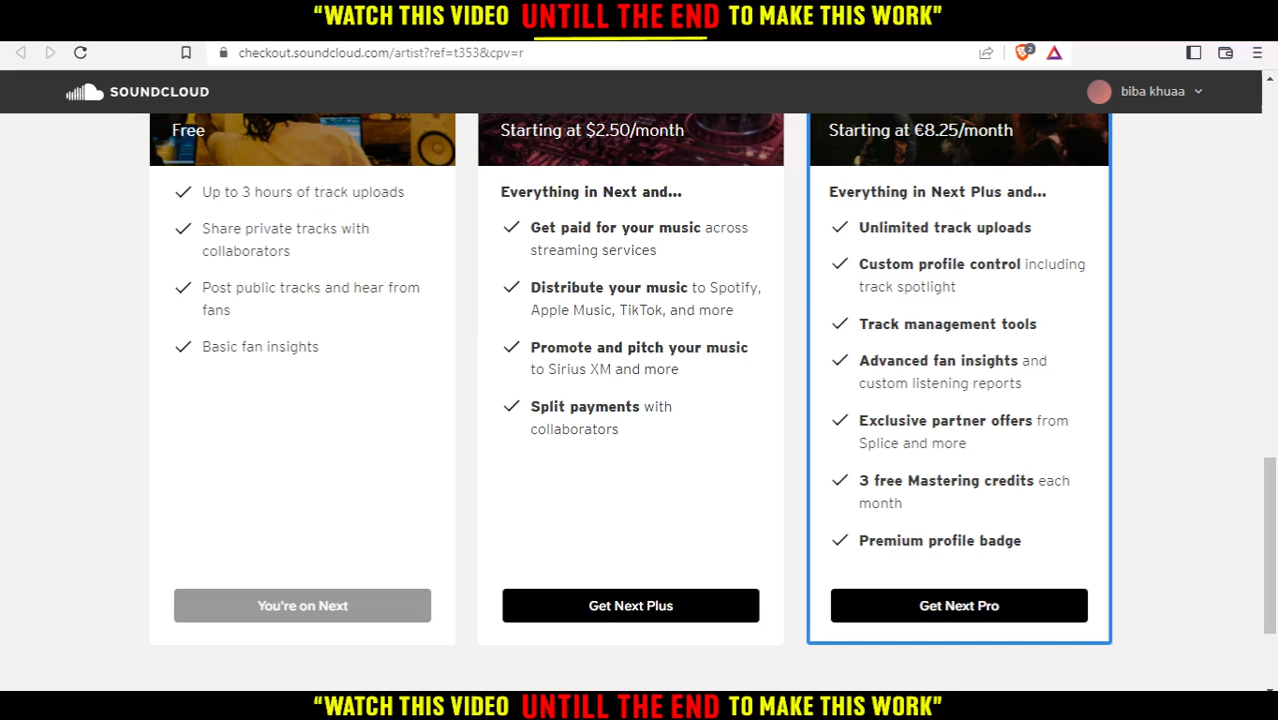 “WATCH THIS VIDEO UNTILL THE END TO MAKE THIS WORK”
checkout.soundcloud.com/artist?ref=t353&cpv=r
2
SOUNDCLOUD
biba khuaa
Free
Up to 3 hours of track uploads
Share private tracks with
collaborators
Post public tracks and hear from
fans
Basic fan insights
You're on Next
Starting at $2.50/month
Everything in Next and...
Get paid for your music across
streaming services
Distribute your music to Spotify,
Apple Music, TikTok, and more
Promote and pitch your music
to Sirius XM and more
Split payments with
collaborators
Get Next Plus
Starting at €8.25/month
Everything in Next Plus and...
Unlimited track uploads
Custom profile control including
track spotlight
Track management tools
Advanced fan insights and
custom listening reports
Exclusive partner offers from
Splice and more
3 free Mastering credits each
month
Premium profile badge
Get Next Pro
“WATCH THIS VIDEO UNTILL THE END TO MAKE THIS WORK”